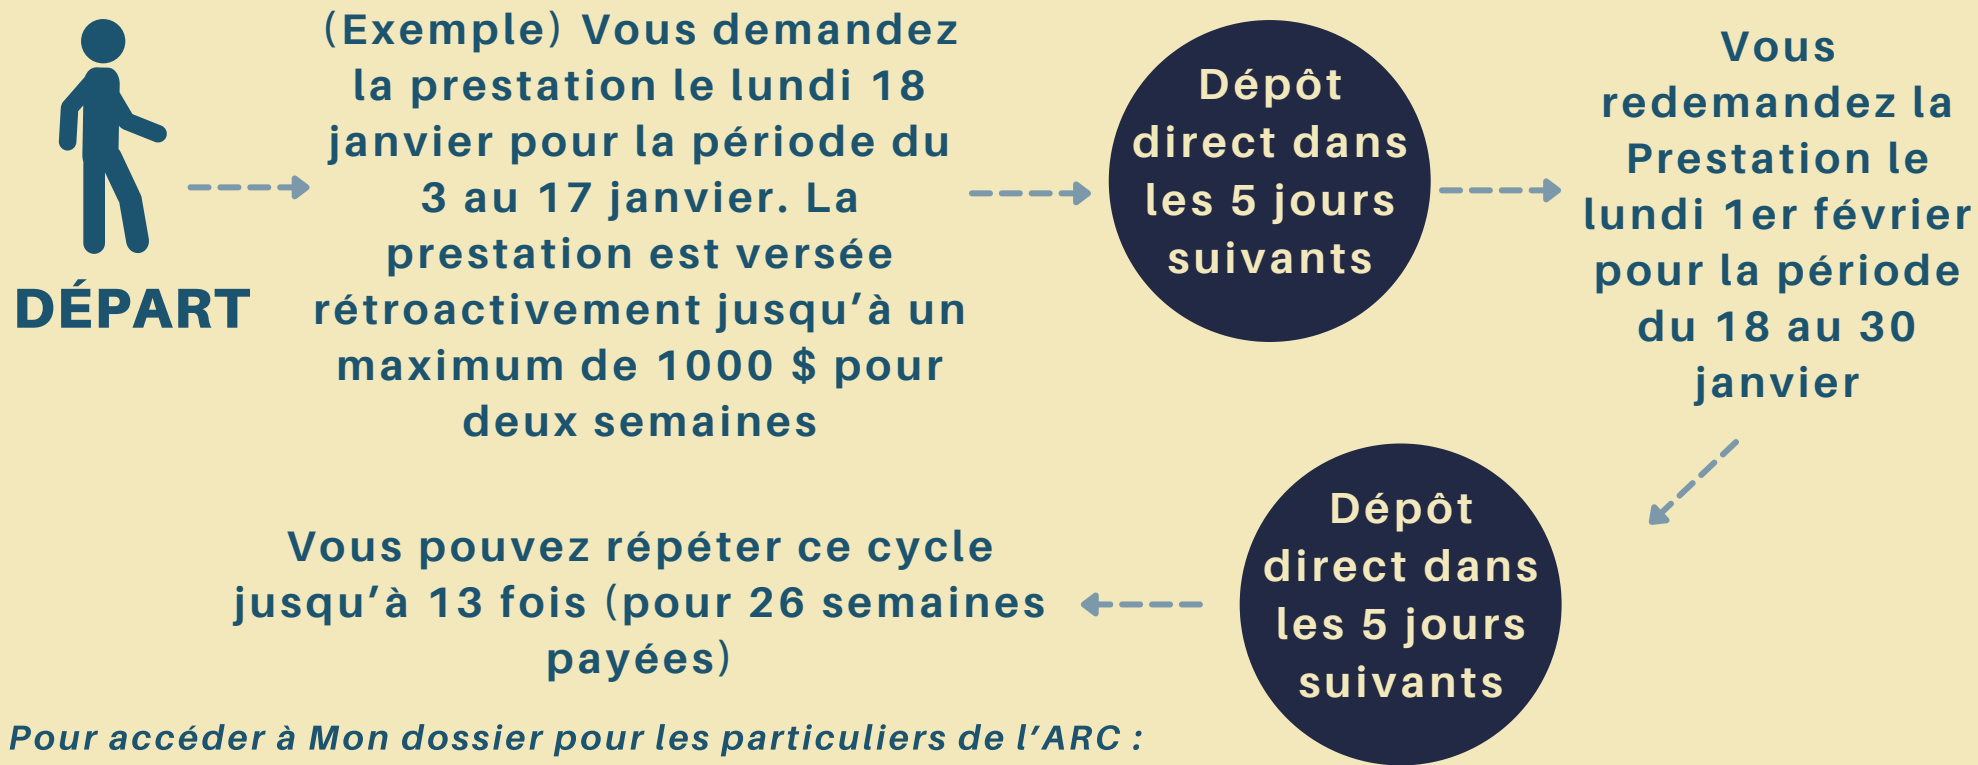 DÉPART
(Exemple) Vous demandez
la prestation le lundi 18
janvier pour la période du
3 au 17 janvier. La
prestation est versée
rétroactivement jusqu’à un
maximum de 1000 $ pour
deux semaines
Dépôt
direct dans
les 5 jours
suivants
Vous
redemandez la
Prestation le
lundi 1er février
pour la période
du 18 au 30
janvier
Dépôt
direct dans
les 5 jours
suivants
Vous pouvez répéter ce cycle
jusqu’à 13 fois (pour 26 semaines
payées)
Pour accéder à Mon dossier pour les particuliers de l’ARC :